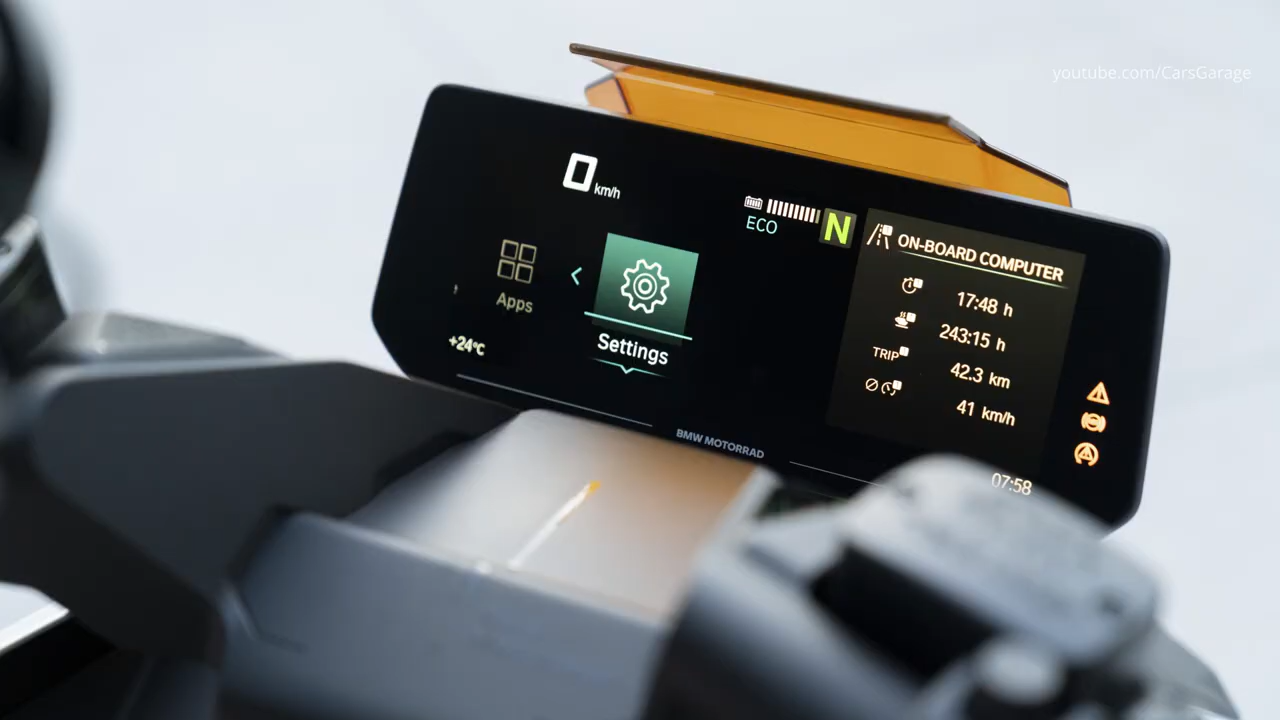 youtube.com/CarsGarage
0 km/h
ECO
N
Apps
Settings
+24°C
ON-BOARD COMPUTER
17:48 h
243:15 h
TRIP 42.3 km
41 km/h
BMW MOTORRAD
07:58